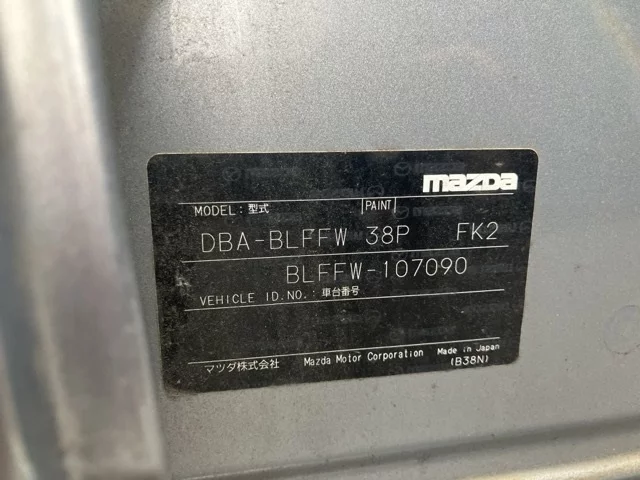 mazda
MODEL: 型式 PAINT
DBA-BLFFW 38P FK2
BLFFW-107090
VEHICLE ID.NO.: 車台番号
マツダ株式会社 Mazda Motor Corporation Made in Japan
(B38N)